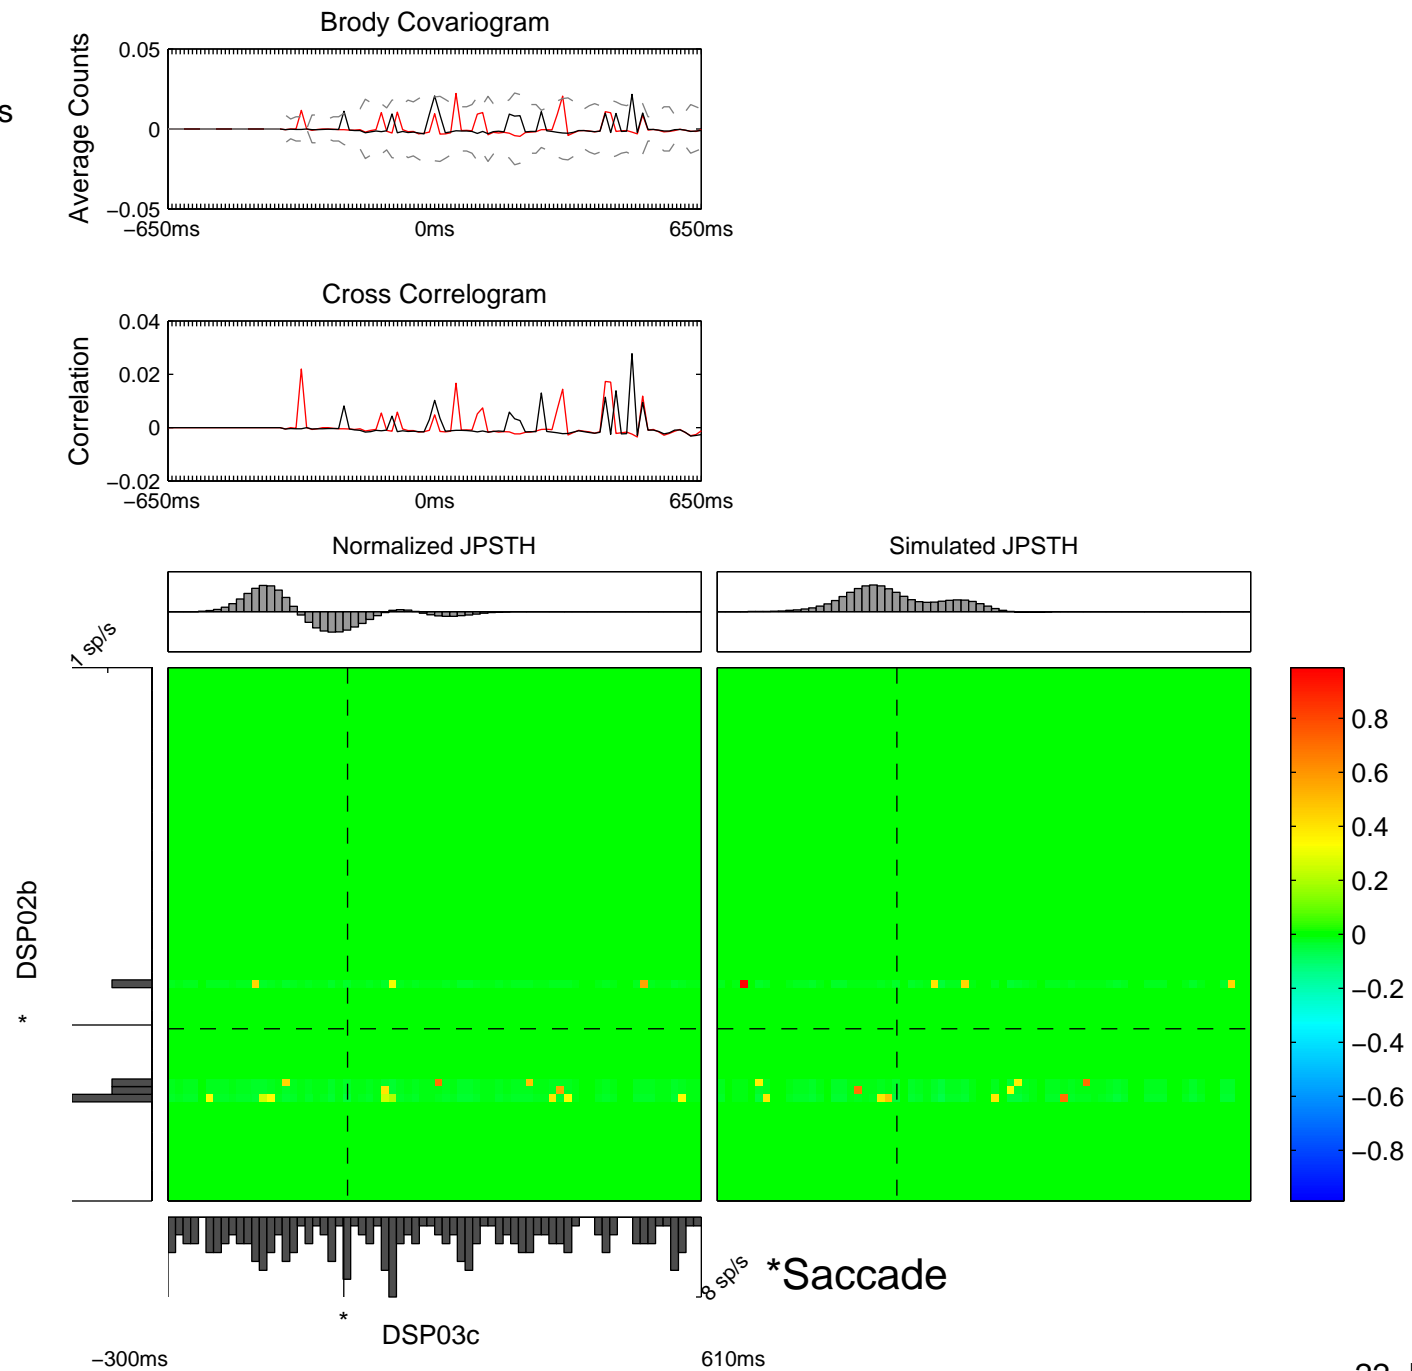 Brody Covariogram
s
Average Counts
0.05
0
−0.05
−650ms
0ms
650ms
Cross Correlogram
Correlation
0.04
0.02
0
−0.02
−650ms
0ms
650ms
Normalized JPSTH
Simulated JPSTH
1 sp/s
DSP02b
*
0.8
0.6
0.4
0.2
0
−0.2
−0.4
−0.6
−0.8
8 sp/s
*Saccade
*
DSP03c
−300ms
610ms